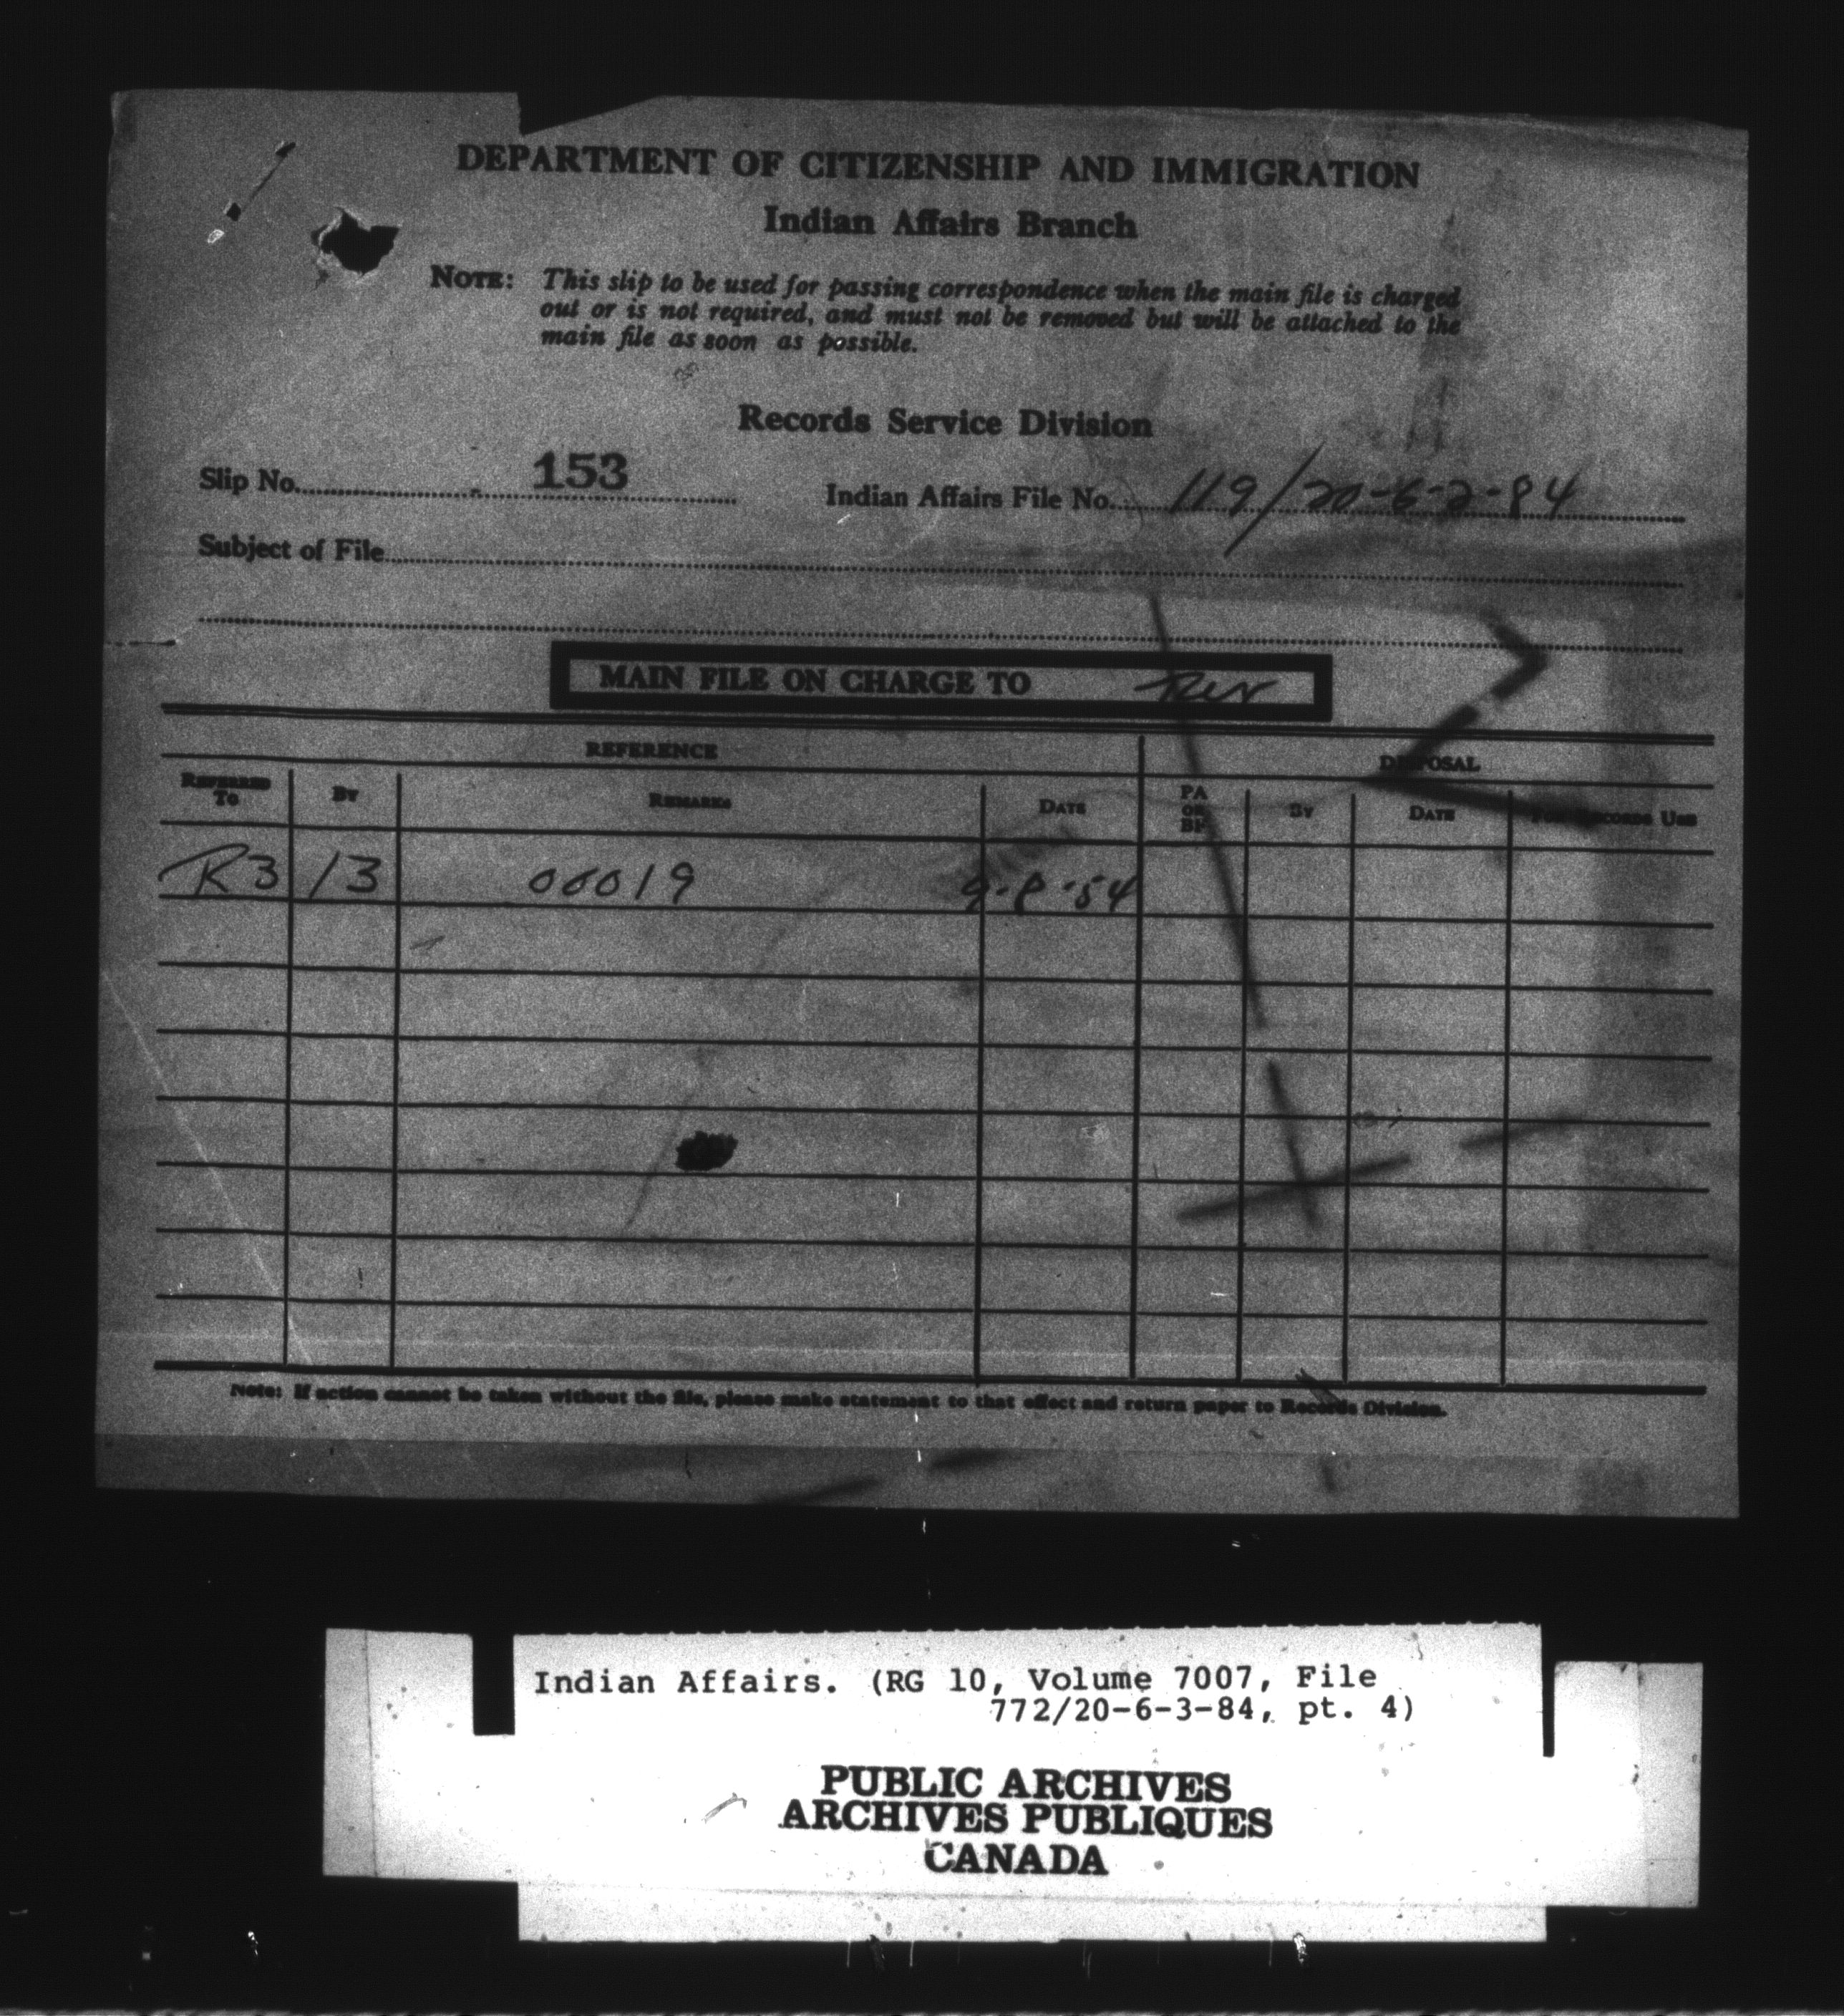 DEPARTMENT OF CITIZENSHIP AND IMMIGRATION
Indian Affairs Branch
NOTE: This slip to be used for passing correspondence when the main file is charged
out or is not required, and must not be removed but will be attached to the
main file as soon as possible.
Records Service Division
Slip No. 153 Indian Affairs File No. 119/20-6-2-84
Subject of File
MAIN FILE ON CHARGE TO
REFERENCE DISPOSAL
REFERRED TO BY REMARKS DATE PA OR BF BY DATE FOR RECORDS USE
R3 13 00019 9-8-54
Note: If action cannot be taken without the file, please make statement to that effect and return paper to Records Division.
Indian Affairs. (RG 10, Volume 7007, File
772/20-6-3-84, pt. 4)
PUBLIC ARCHIVES
ARCHIVES PUBLIQUES
CANADA